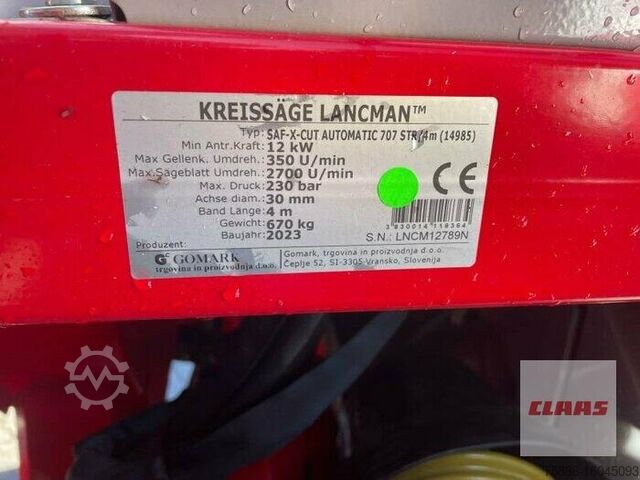 KREISSÄGE LANCMAN™
Typ: SAF-X-CUT AUTOMATIC 707 STR/4m (14985)
Min Antr.Kraft: 12 kW
Max Gellenk. Umdreh.: 350 U/min
Max.Sägeblatt Umdreh.: 2700 U/min
Max. Druck: 230 bar
Achse diam.: 30 mm
Band Länge: 4 m
Gewicht: 670 kg
Baujahr: 2023
CE
3 830014 119364
S.N.: LNCM12789N
Produzent:
GOMARK
trgovina in proizvodnja d.o.o.
Gomark, trgovina in proizvodnja d.o.o.
Čeplje 52, SI-3305-Vransko, Slovenija
CLAAS